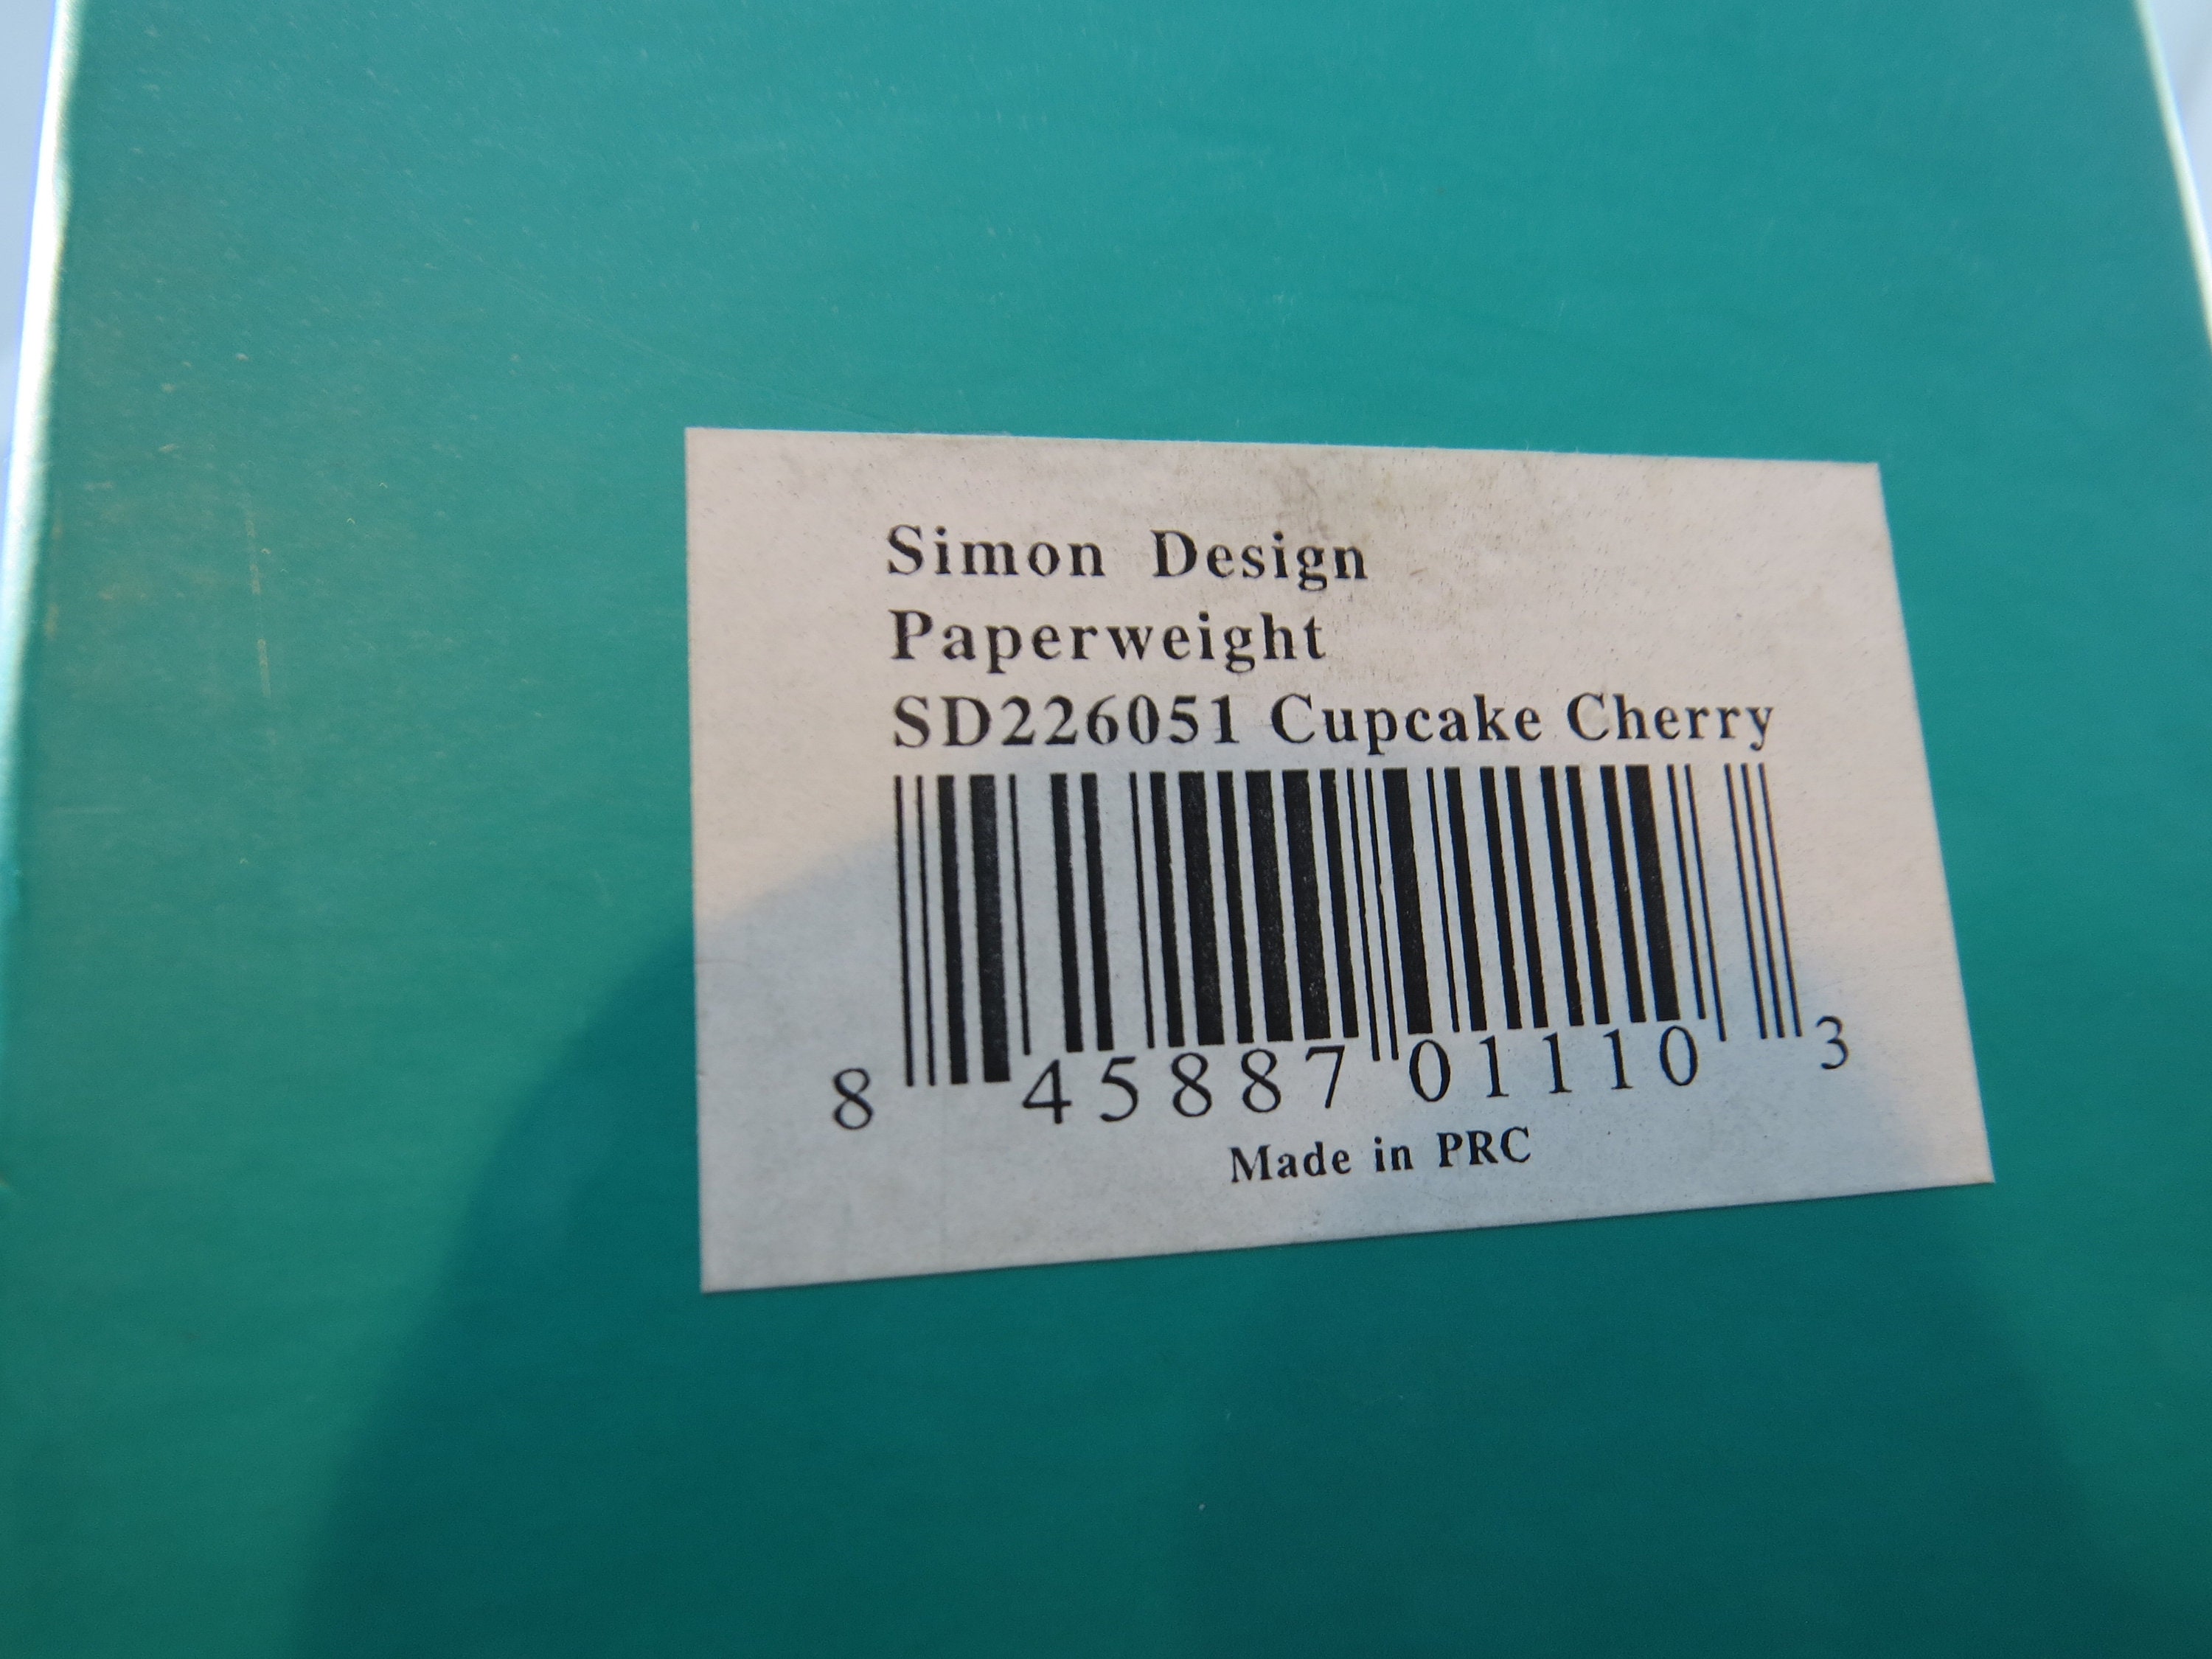 Simon Design
Paperweight
SD226051 Cupcake Cherry
8 45887 01110 3
Made in PRC